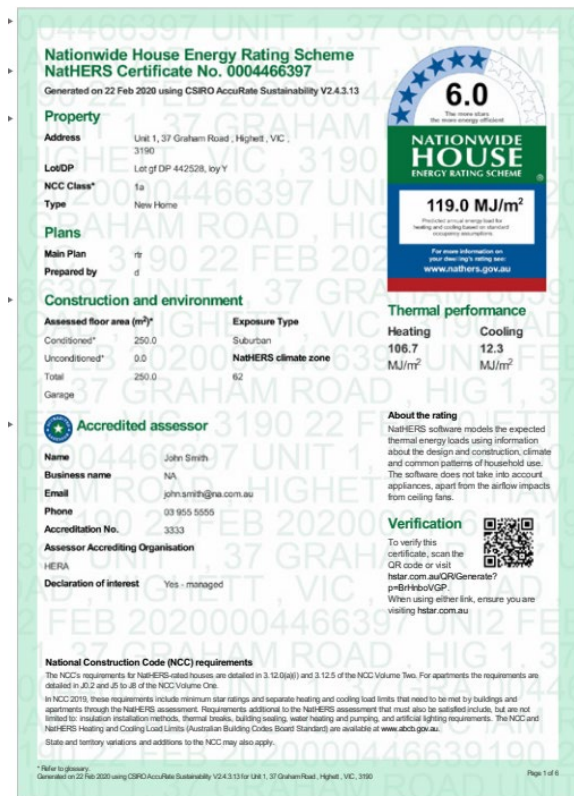 Nationwide House Energy Rating Scheme
NatHERS Certificate No. 0004466397
Generated on 22 Feb 2020 using CSIRO AccuRate Sustainability V2.4.3.13
Property
Address Unit 1, 37 Graham Road , Highett , VIC ,
3190
Lot/DP Lot gf DP 442528, loy Y
NCC Class* 1a
Type New Home
Plans
Main Plan rtr
Prepared by d
Construction and environment
Assessed floor area (m²)* Exposure Type
Conditioned* 250.0 Suburban
Unconditioned* 0.0 NatHERS climate zone
Total 250.0 62
Garage
Accredited assessor
Name John Smith
Business name NA
Email john.smith@na.com.au
Phone 03 955 5555
Accreditation No. 3333
Assessor Accrediting Organisation
HERA
Declaration of interest Yes - managed
6.0
The more stars
the more energy efficient
NATIONWIDE
HOUSE
ENERGY RATING SCHEME
119.0 MJ/m²
Predicted annual energy load for
heating and cooling based on standard
occupancy assumptions.
For more information on
your dwelling's rating see:
www.nathers.gov.au
Thermal performance
Heating Cooling
106.7 12.3
MJ/m² MJ/m²
About the rating
NatHERS software models the expected
thermal energy loads using information
about the design and construction, climate
and common patterns of household use.
The software does not take into account
appliances, apart from the airflow impacts
from ceiling fans.
Verification
To verify this
certificate, scan the
QR code or visit
hstar.com.au/QR/Generate?
p=BrHnboVGP.
When using either link, ensure you are
visiting hstar.com.au
National Construction Code (NCC) requirements
The NCC's requirements for NatHERS-rated houses are detailed in 3.12.0(a)(i) and 3.12.5 of the NCC Volume Two. For apartments the requirements are
detailed in J0.2 and J5 to J8 of the NCC Volume One.
In NCC 2019, these requirements include minimum star ratings and separate heating and cooling load limits that need to be met by buildings and
apartments through the NatHERS assessment. Requirements additional to the NatHERS assessment that must also be satisfied include, but are not
limited to: insulation installation methods, thermal breaks, building sealing, water heating and pumping, and artificial lighting requirements. The NCC and
NatHERS Heating and Cooling Load Limits (Australian Building Codes Board Standard) are available at www.abcb.gov.au.
State and territory variations and additions to the NCC may also apply.
* Refer to glossary.
Generated on 22 Feb 2020 using CSIRO AccuRate Sustainability V2.4.3.13 for Unit 1, 37 Graham Road , Highett , VIC , 3190
Page 1 of 6